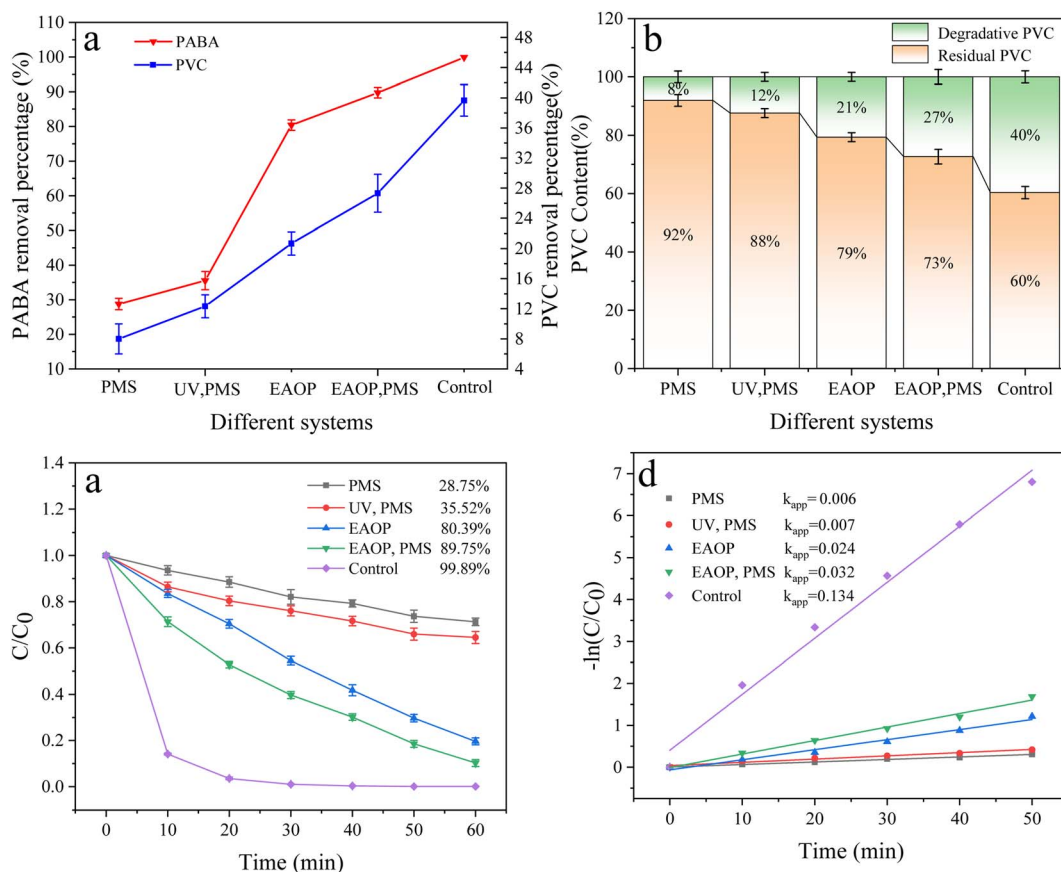 a
PABA
PVC
PABA removal percentage (%)
110
100
90
80
70
60
50
40
30
20
10
PVC removal percentage(%)
48
44
40
36
32
28
24
20
16
12
8
4
PMS
UV,PMS
EAOP
EAOP,PMS
Control
Different systems
b
Degradative PVC
Residual PVC
PVC Content(%)
120
100
80
60
40
20
0
8%
12%
21%
27%
40%
92%
88%
79%
73%
60%
PMS
UV,PMS
EAOP
EAOP,PMS
Control
Different systems
a
PMS 28.75%
UV, PMS 35.52%
EAOP 80.39%
EAOP, PMS 89.75%
Control 99.89%
C/C0
1.4
1.2
1.0
0.8
0.6
0.4
0.2
0.0
0
10
20
30
40
50
60
Time (min)
d
PMS kapp = 0.006
UV, PMS kapp=0.007
EAOP kapp=0.024
EAOP, PMS kapp=0.032
Control kapp=0.134
-ln(C/C0)
7
6
5
4
3
2
1
0
0
10
20
30
40
50
Time (min)